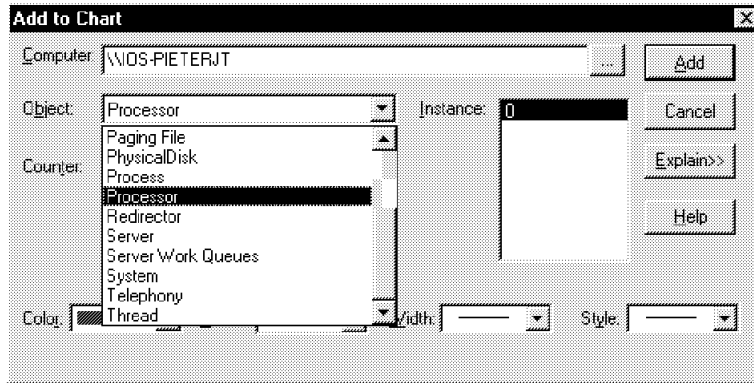 Add to Chart
Computer: \\IOS-PIETERJT ... Add
Object: Processor Instance: 0 Cancel
Paging File
PhysicalDisk
Counter: Process Explain>>
Processor
Redirector Help
Server
Server Work Queues
System
Telephony
Color: Thread Width: Style: